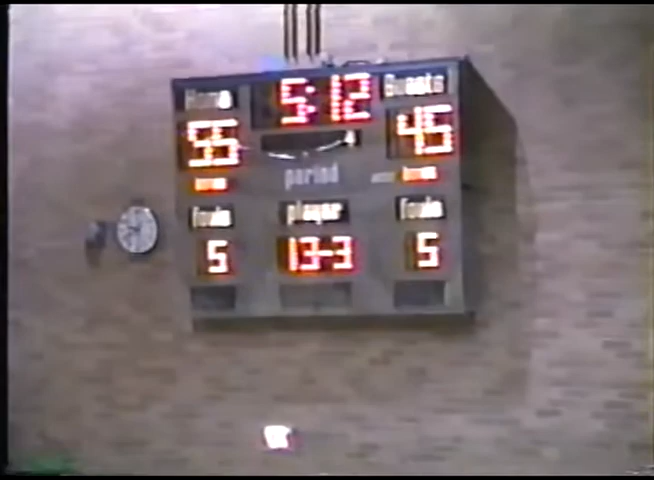 Home 5:12 Guests
55 45
period
fouls player fouls
5 13-3 5